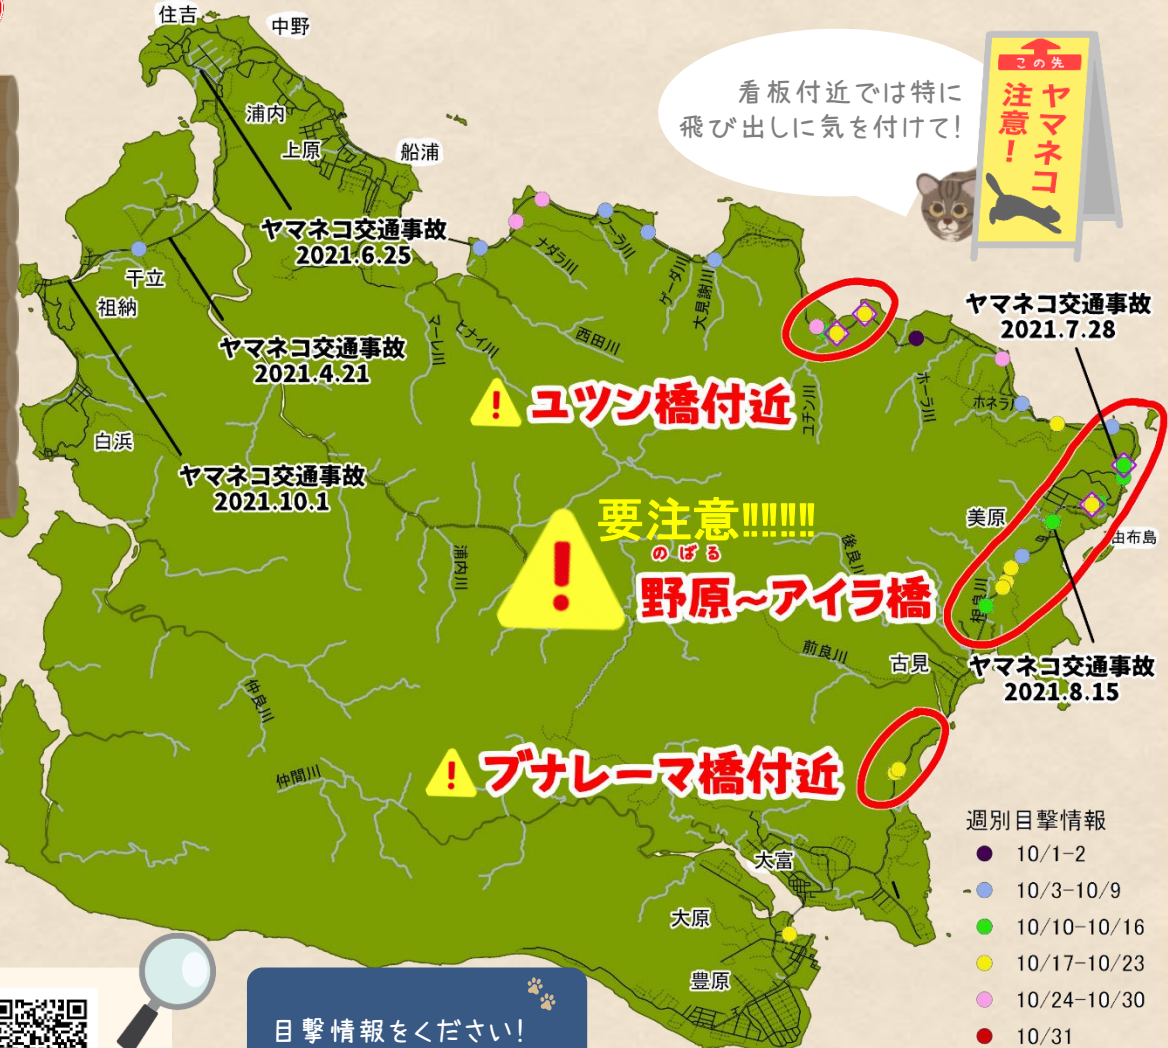 住吉
中野
浦内
上原
船浦
看板付近では特に
飛び出しに気を付けて!
この先
ヤマネコ
注意!
ヤマネコ交通事故
2021.6.25
ナダラ川
ゲーダ川
大見謝川
干立
祖納
ヤマネコ交通事故
2021.4.21
マーレ川
ヒナイ川
西田川
ヤマネコ交通事故
2021.7.28
ユツン橋付近
ユチン川
ホーラ川
ホネラ川
白浜
ヤマネコ交通事故
2021.10.1
要注意!!!!!!
のばる
野原~アイラ橋
美原
由布島
浦内川
後良川
相良川
前良川
古見
ヤマネコ交通事故
2021.8.15
仲良川
仲間川
ブナレーマ橋付近
大富
大原
豊原
週別目撃情報
10/1-2
10/3-10/9
10/10-10/16
10/17-10/23
10/24-10/30
10/31
目撃情報をください!